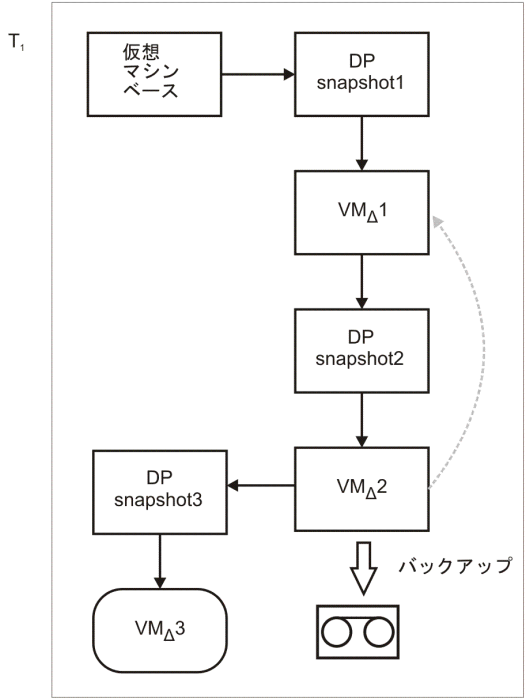 T₁
仮想
マシン
ベース
DP
snapshot1
VMΔ1
DP
snapshot2
DP
snapshot3
VMΔ2
バックアップ
VMΔ3